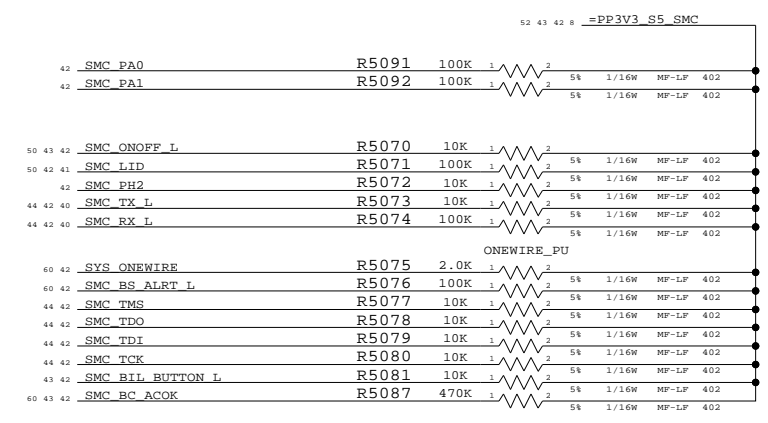 52 43 42 8 =PP3V3_S5_SMC
42 SMC_PA0 R5091 100K 1 2
5% 1/16W MF-LF 402
42 SMC_PA1 R5092 100K 1 2
5% 1/16W MF-LF 402
50 43 42 SMC_ONOFF_L R5070 10K 1 2
5% 1/16W MF-LF 402
50 42 41 SMC_LID R5071 100K 1 2
5% 1/16W MF-LF 402
42 SMC_PH2 R5072 10K 1 2
5% 1/16W MF-LF 402
44 42 40 SMC_TX_L R5073 10K 1 2
5% 1/16W MF-LF 402
44 42 40 SMC_RX_L R5074 100K 1 2
5% 1/16W MF-LF 402
ONEWIRE_PU
60 42 SYS_ONEWIRE R5075 2.0K 1 2
5% 1/16W MF-LF 402
60 42 SMC_BS_ALRT_L R5076 100K 1 2
5% 1/16W MF-LF 402
44 42 SMC_TMS R5077 10K 1 2
5% 1/16W MF-LF 402
44 42 SMC_TDO R5078 10K 1 2
5% 1/16W MF-LF 402
44 42 SMC_TDI R5079 10K 1 2
5% 1/16W MF-LF 402
44 42 SMC_TCK R5080 10K 1 2
5% 1/16W MF-LF 402
43 42 SMC_BIL_BUTTON_L R5081 10K 1 2
5% 1/16W MF-LF 402
60 43 42 SMC_BC_ACOK R5087 470K 1 2
5% 1/16W MF-LF 402